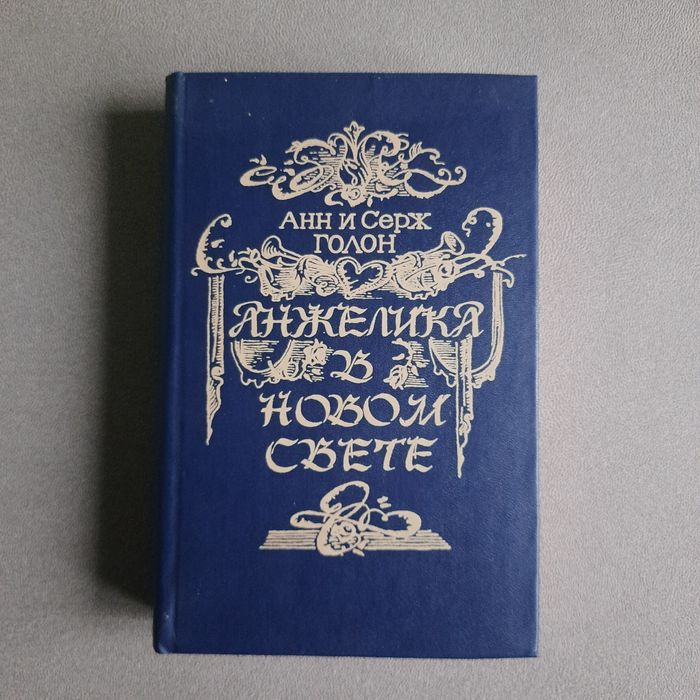 Анн и Серж
ГОЛОН
АНЖЕЛИКА
В
НОВОМ
СВЕТЕ